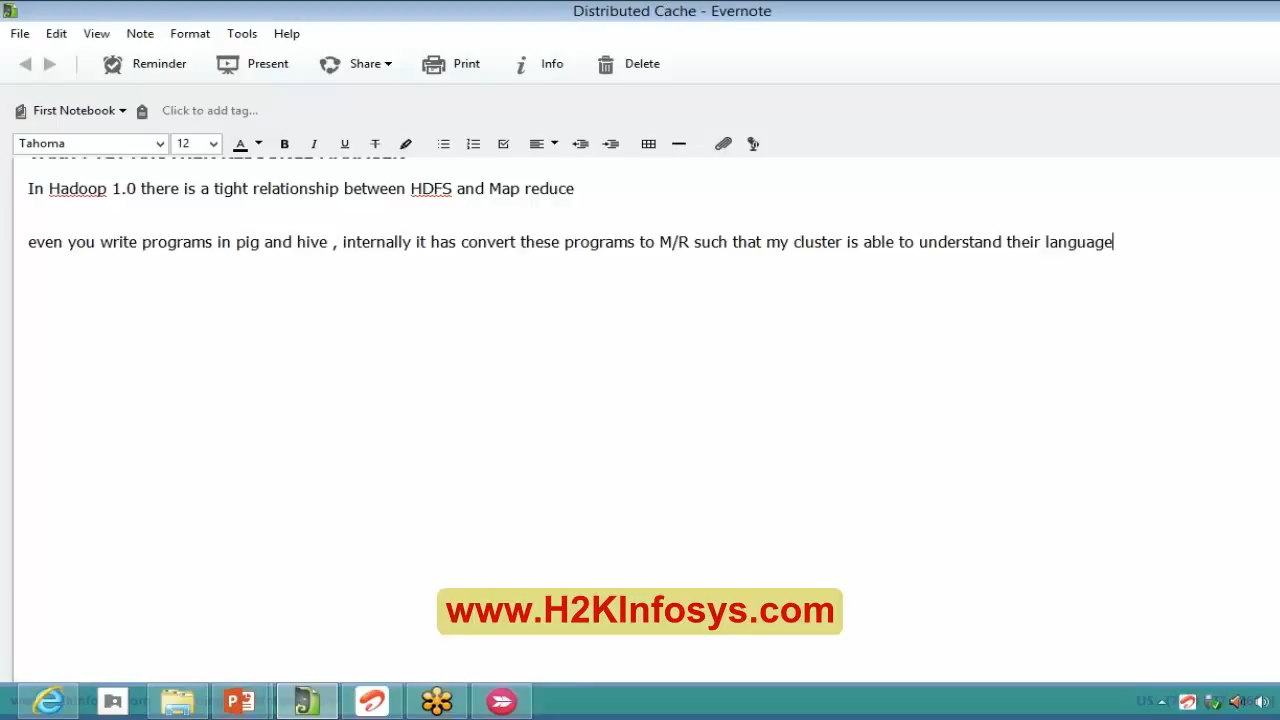 Distributed Cache - Evernote
File Edit View Note Format Tools Help
Reminder Present Share Print Info Delete
First Notebook Click to add tag...
Tahoma 12 A B I U T
In Hadoop 1.0 there is a tight relationship between HDFS and Map reduce
even you write programs in pig and hive , internally it has convert these programs to M/R such that my cluster is able to understand their language
www.H2KInfosys.com